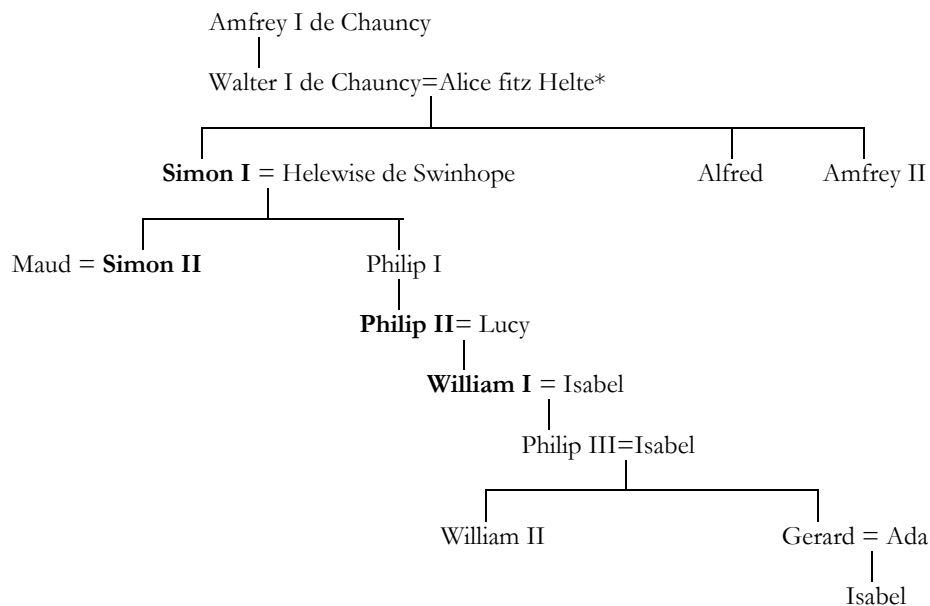 Amfrey I de Chauncy
Walter I de Chauncy=Alice fitz Helte*
Simon I = Helewise de Swinhope Alfred Amfrey II
Maud = Simon II Philip I
Philip II= Lucy
William I = Isabel
Philip III=Isabel
William II Gerard = Ada
Isabel